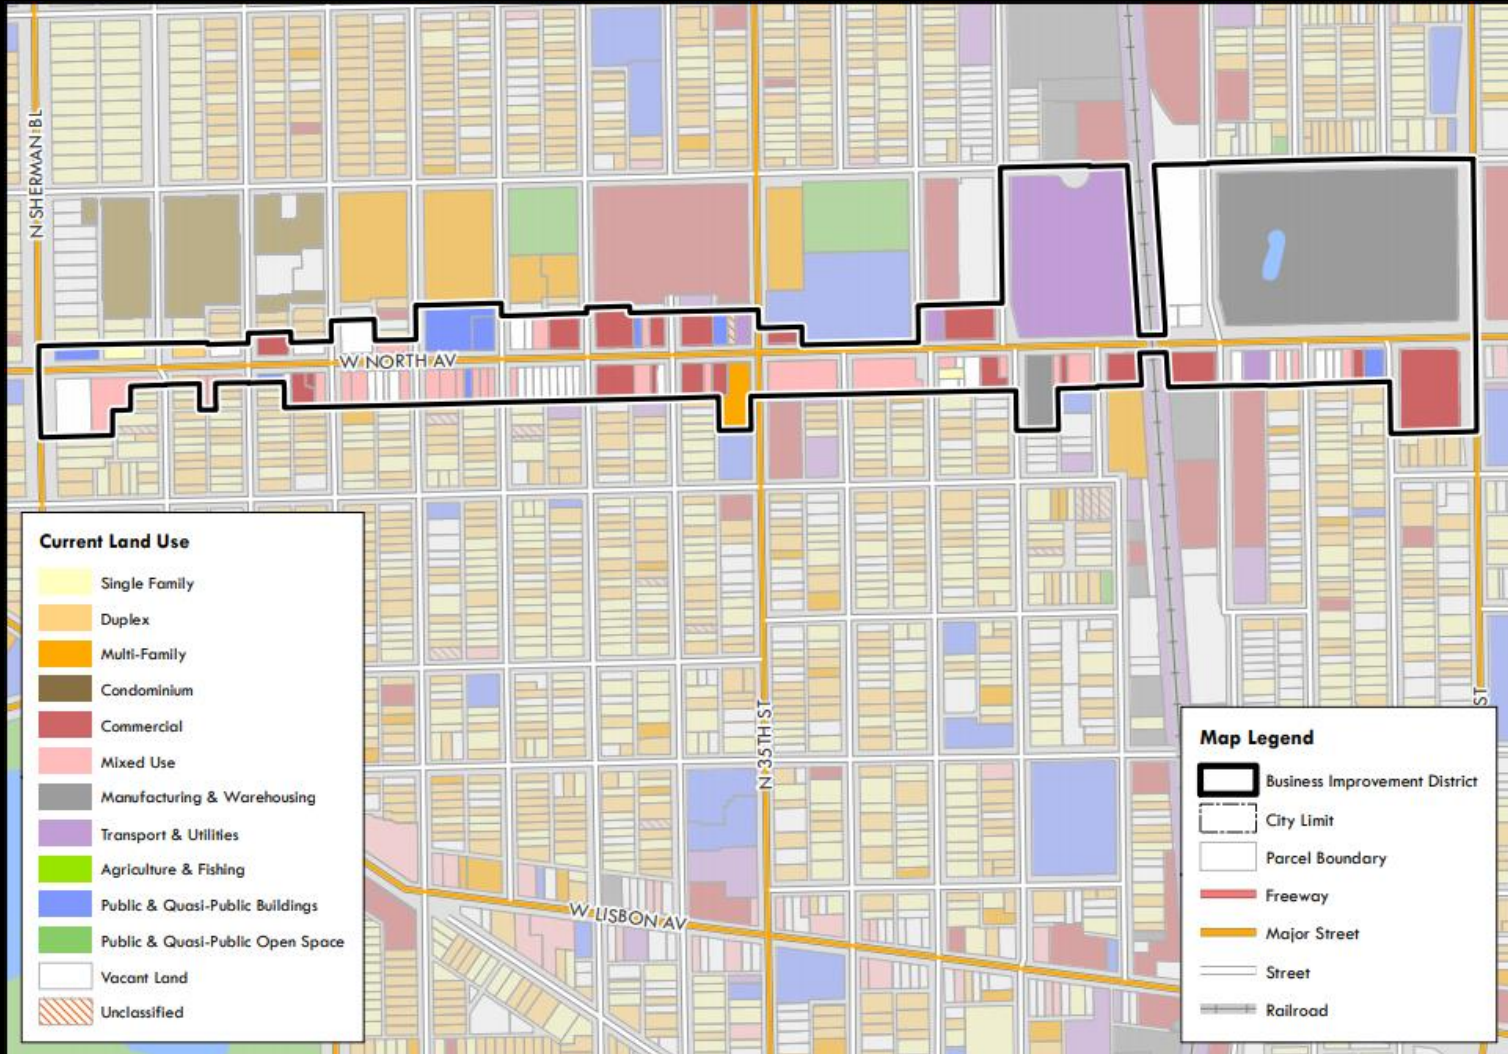 N SHERMAN BL
W NORTH AV
N 35TH ST
ST
W LISBON AV
Current Land Use
Single Family
Duplex
Multi-Family
Condominium
Commercial
Mixed Use
Manufacturing & Warehousing
Transport & Utilities
Agriculture & Fishing
Public & Quasi-Public Buildings
Public & Quasi-Public Open Space
Vacant Land
Unclassified
Map Legend
Business Improvement District
City Limit
Parcel Boundary
Freeway
Major Street
Street
Railroad